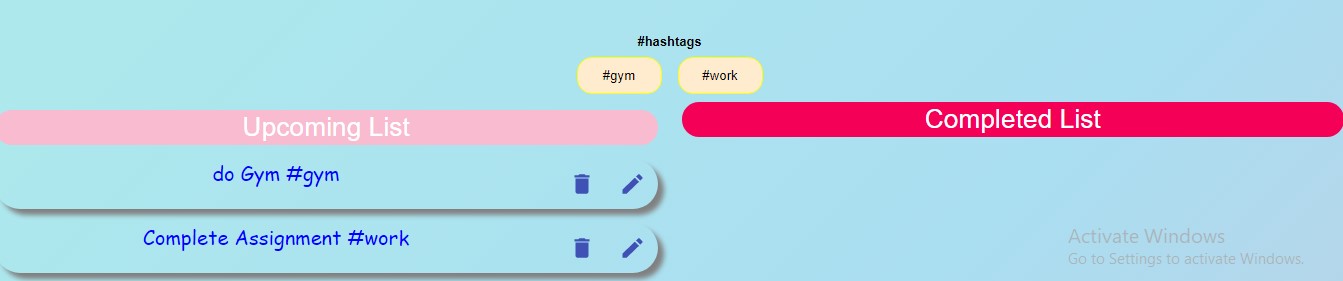 #hashtags
#gym #work
Upcoming List
Completed List
do Gym #gym
Complete Assignment #work
Activate Windows
Go to Settings to activate Windows.